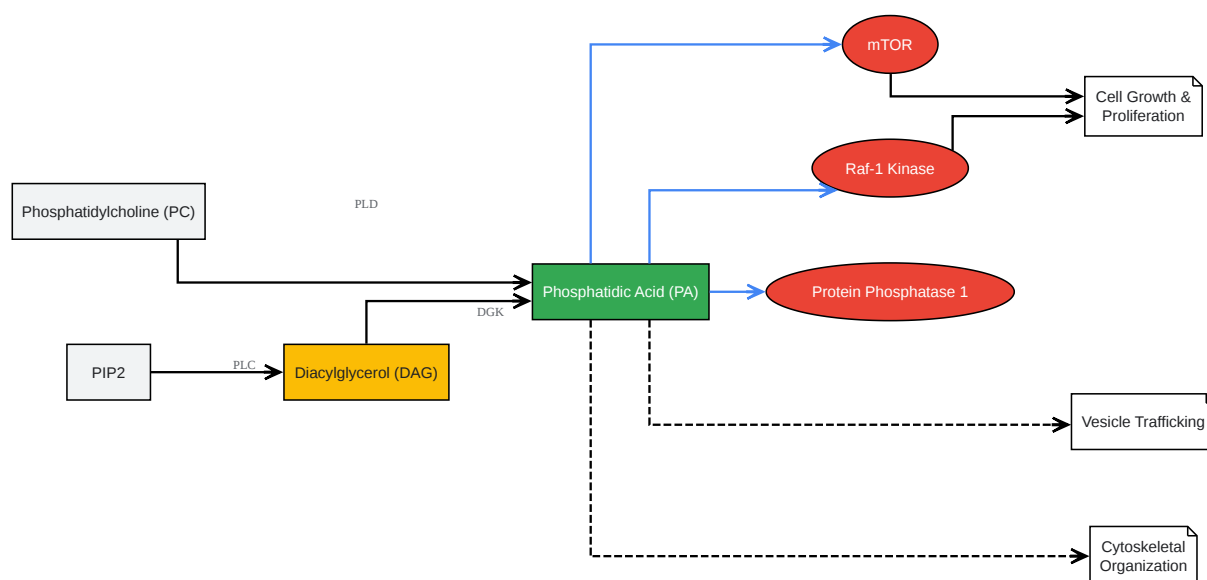 mTOR
Cell Growth &
Proliferation
Raf-1 Kinase
Phosphatidylcholine (PC)
PLD
Phosphatidic Acid (PA)
Protein Phosphatase 1
DGK
PIP2
PLC
Diacylglycerol (DAG)
Vesicle Trafficking
Cytoskeletal
Organization